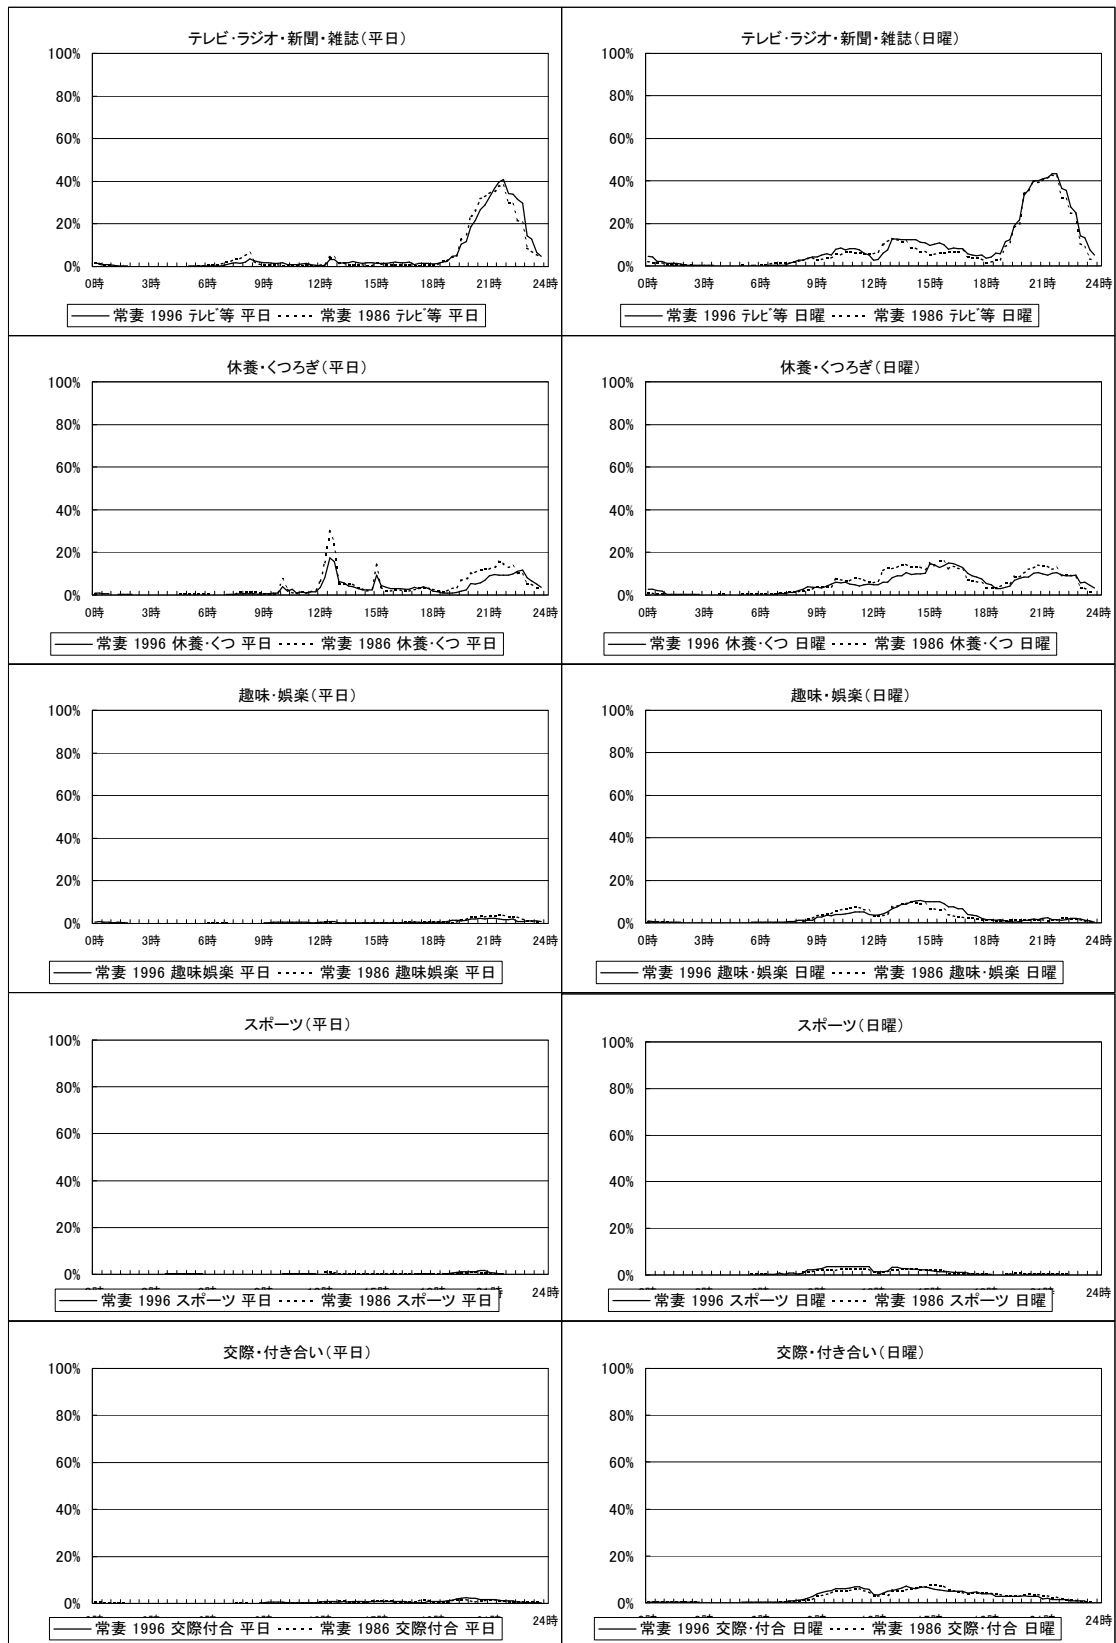 テレビ・ラジオ・新聞・雑誌(平日)
100%
80%
60%
40%
20%
0%
0時 3時 6時 9時 12時 15時 18時 21時 24時
常妻 1996 テレビ等 平日 常妻 1986 テレビ等 平日
テレビ・ラジオ・新聞・雑誌(日曜)
100%
80%
60%
40%
20%
0%
0時 3時 6時 9時 12時 15時 18時 21時 24時
常妻 1996 テレビ等 日曜 常妻 1986 テレビ等 日曜
休養・くつろぎ(平日)
100%
80%
60%
40%
20%
0%
0時 3時 6時 9時 12時 15時 18時 21時 24時
常妻 1996 休養・くつ 平日 常妻 1986 休養・くつ 平日
休養・くつろぎ(日曜)
100%
80%
60%
40%
20%
0%
0時 3時 6時 9時 12時 15時 18時 21時 24時
常妻 1996 休養・くつ 日曜 常妻 1986 休養・くつ 日曜
趣味・娯楽(平日)
100%
80%
60%
40%
20%
0%
0時 3時 6時 9時 12時 15時 18時 21時 24時
常妻 1996 趣味娯楽 平日 常妻 1986 趣味娯楽 平日
趣味・娯楽(日曜)
100%
80%
60%
40%
20%
0%
0時 3時 6時 9時 12時 15時 18時 21時 24時
常妻 1996 趣味・娯楽 日曜 常妻 1986 趣味・娯楽 日曜
スポーツ(平日)
100%
80%
60%
40%
20%
0%
24時
常妻 1996 スポーツ 平日 常妻 1986 スポーツ 平日
スポーツ(日曜)
100%
80%
60%
40%
20%
0%
24時
常妻 1996 スポーツ 日曜 常妻 1986 スポーツ 日曜
交際・付き合い(平日)
100%
80%
60%
40%
20%
0%
24時
常妻 1996 交際付合 平日 常妻 1986 交際付合 平日
交際・付き合い(日曜)
100%
80%
60%
40%
20%
0%
24時
常妻 1996 交際・付合 日曜 常妻 1986 交際・付合 日曜